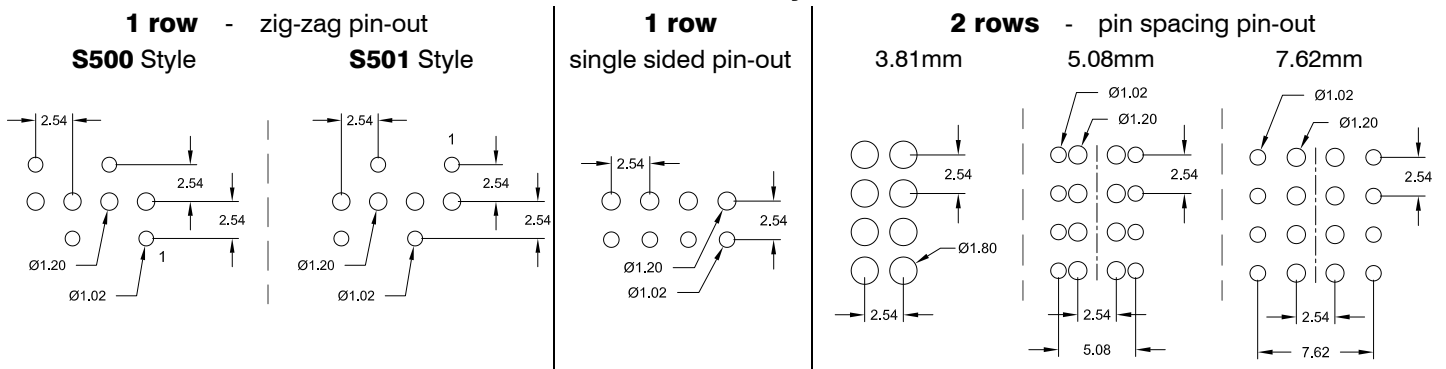 1 row - zig-zag pin-out
S500 Style
S501 Style
2.54
2.54
2.54
Ø1.20
1
Ø1.02
2.54
1
2.54
2.54
Ø1.20
Ø1.02
1 row
single sided pin-out
2.54
2.54
Ø1.20
Ø1.02
2 rows - pin spacing pin-out
3.81mm
5.08mm
7.62mm
2.54
Ø1.80
2.54
Ø1.02
Ø1.20
2.54
2.54
5.08
Ø1.02
Ø1.20
2.54
2.54
7.62